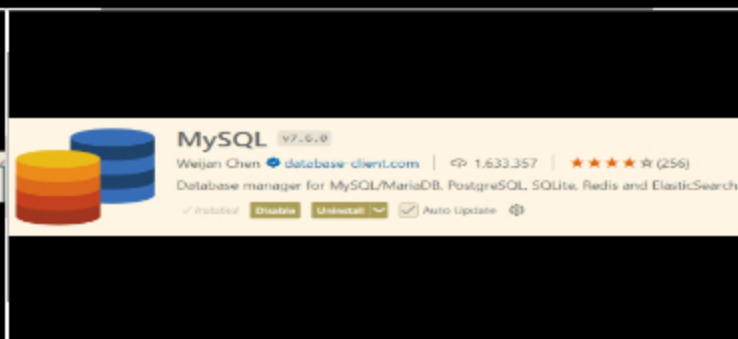 MySQL v7.6.0
Weijan Chen database-client.com 1.633.357 (256)
Database manager for MySQL/MariaDB, PostgreSQL, SQLite, Redis and ElasticSearch
Installed Disable Uninstall Auto Update